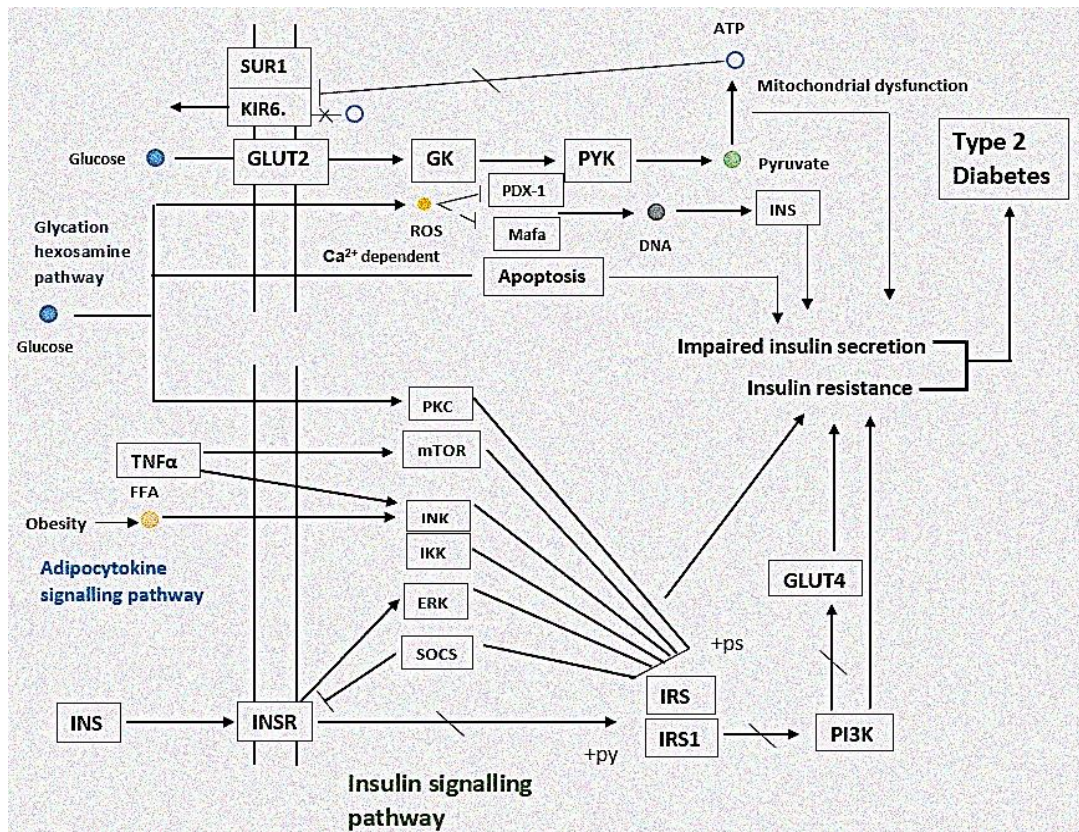 ATP
SUR1
KIR6.
Mitochondrial dysfunction
Glucose
GLUT2
GK
PYK
Pyruvate
Type 2
Diabetes
PDX-1
ROS
Mafa
DNA
INS
Glycation
hexosamine
pathway
Ca²⁺ dependent
Apoptosis
Glucose
Impaired insulin secretion
Insulin resistance
PKC
mTOR
TNFα
FFA
Obesity
INK
IKK
Adipocytokine
signalling pathway
ERK
SOCS
GLUT4
+ps
IRS
IRS1
INS
INSR
+py
PI3K
Insulin signalling
pathway